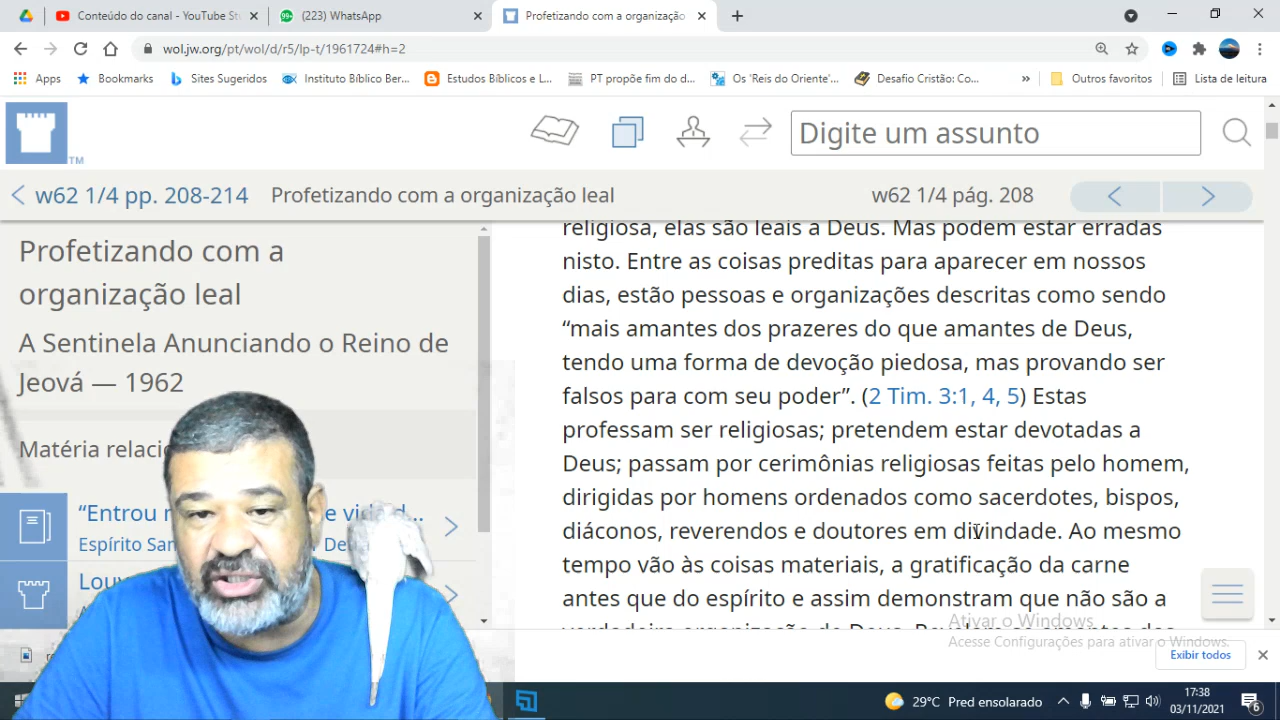 Conteúdo do canal - YouTube St
(223) WhatsApp
Profetizando com a organização
wol.jw.org/pt/wol/d/r5/lp-t/1961724#h=2
Apps
Bookmarks
Sites Sugeridos
Instituto Bíblico Ber...
Estudos Bíblicos e L...
PT propõe fim do d...
Os 'Reis do Oriente'...
Desafio Cristão: Co...
»
Outros favoritos
Lista de leitura
TM
Digite um assunto
w62 1/4 pp. 208-214
Profetizando com a organização leal
w62 1/4 pág. 208
Profetizando com a
organização leal
A Sentinela Anunciando o Reino de
Jeová — 1962
Matéria relacio
“Entrou
Espírito San
Louv
religiosa, elas são leais a Deus. Mas podem estar erradas
nisto. Entre as coisas preditas para aparecer em nossos
dias, estão pessoas e organizações descritas como sendo
“mais amantes dos prazeres do que amantes de Deus,
tendo uma forma de devoção piedosa, mas provando ser
falsos para com seu poder”. (2 Tim. 3:1, 4, 5) Estas
professam ser religiosas; pretendem estar devotadas a
Deus; passam por cerimônias religiosas feitas pelo homem,
dirigidas por homens ordenados como sacerdotes, bispos,
diáconos, reverendos e doutores em divindade. Ao mesmo
tempo vão às coisas materiais, a gratificação da carne
antes que do espírito e assim demonstram que não são a
Ativar o Windows
Acesse Configurações para ativar o Windows.
Exibir todos
29°C Pred ensolarado
17:38
03/11/2021
6